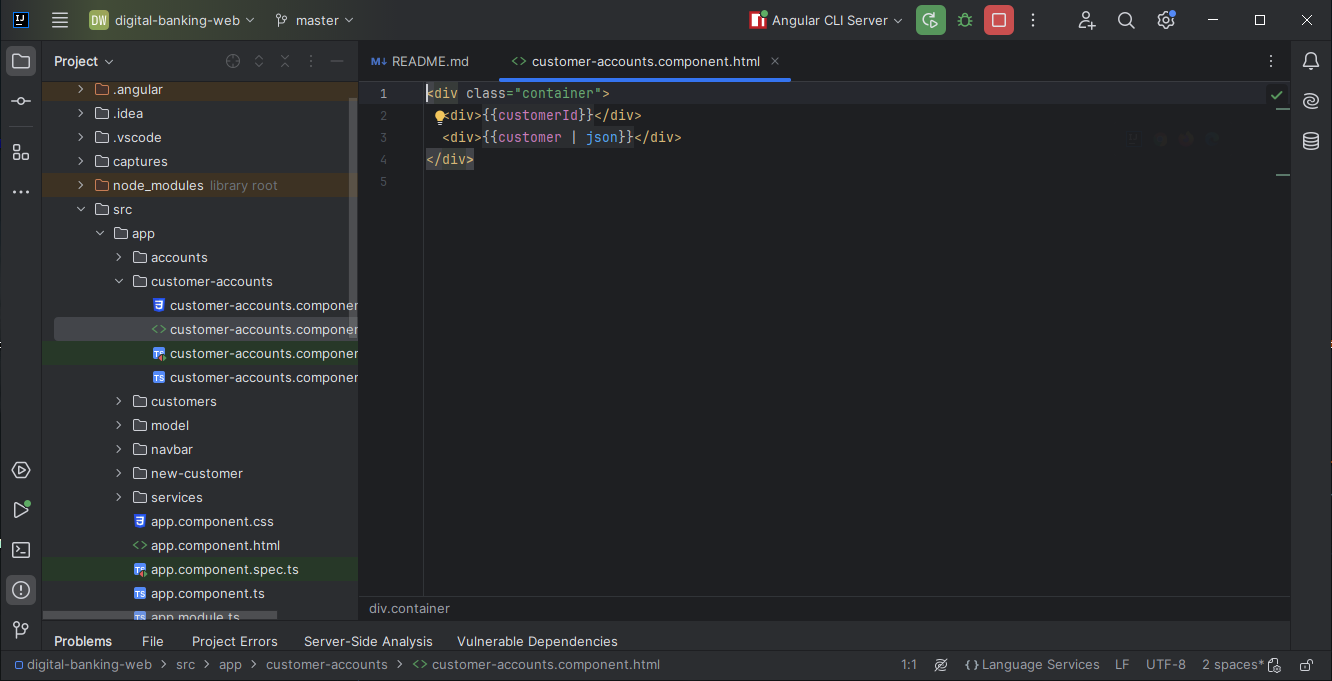 DW digital-banking-web master Angular CLI Server
Project
README.md
customer-accounts.component.html
.angular
.idea
.vscode
captures
node_modules library root
src
app
accounts
customer-accounts
customer-accounts.componen
customer-accounts.componen
customer-accounts.componen
customer-accounts.componen
customers
model
navbar
new-customer
services
app.component.css
app.component.html
app.component.spec.ts
app.component.ts
app.module.ts
1 <div class="container">
2 <div>{{customerId}}</div>
3 <div>{{customer | json}}</div>
4 </div>
5
div.container
Problems File Project Errors Server-Side Analysis Vulnerable Dependencies
digital-banking-web > src > app > customer-accounts > <> customer-accounts.component.html
1:1 {} Language Services LF UTF-8 2 spaces*